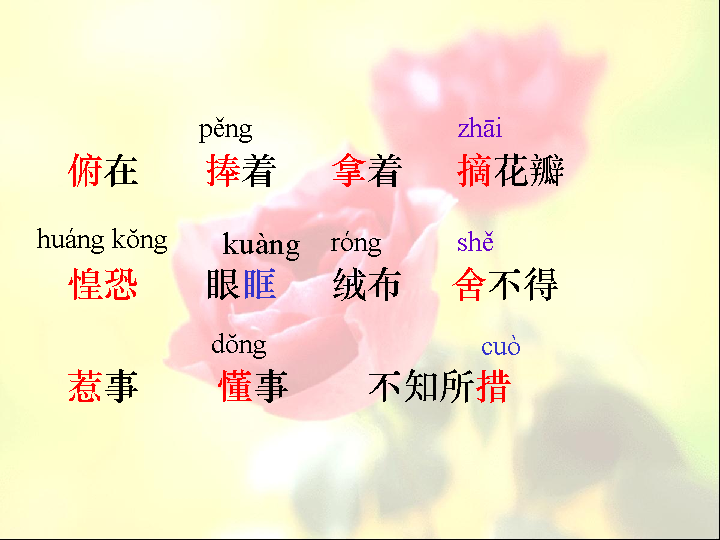 pěng zhāi
俯在 捧着 拿着 摘花瓣
huáng kǒng kuàng róng shě
惶恐 眼眶 绒布 舍不得
dǒng cuò
惹事 懂事 不知所措